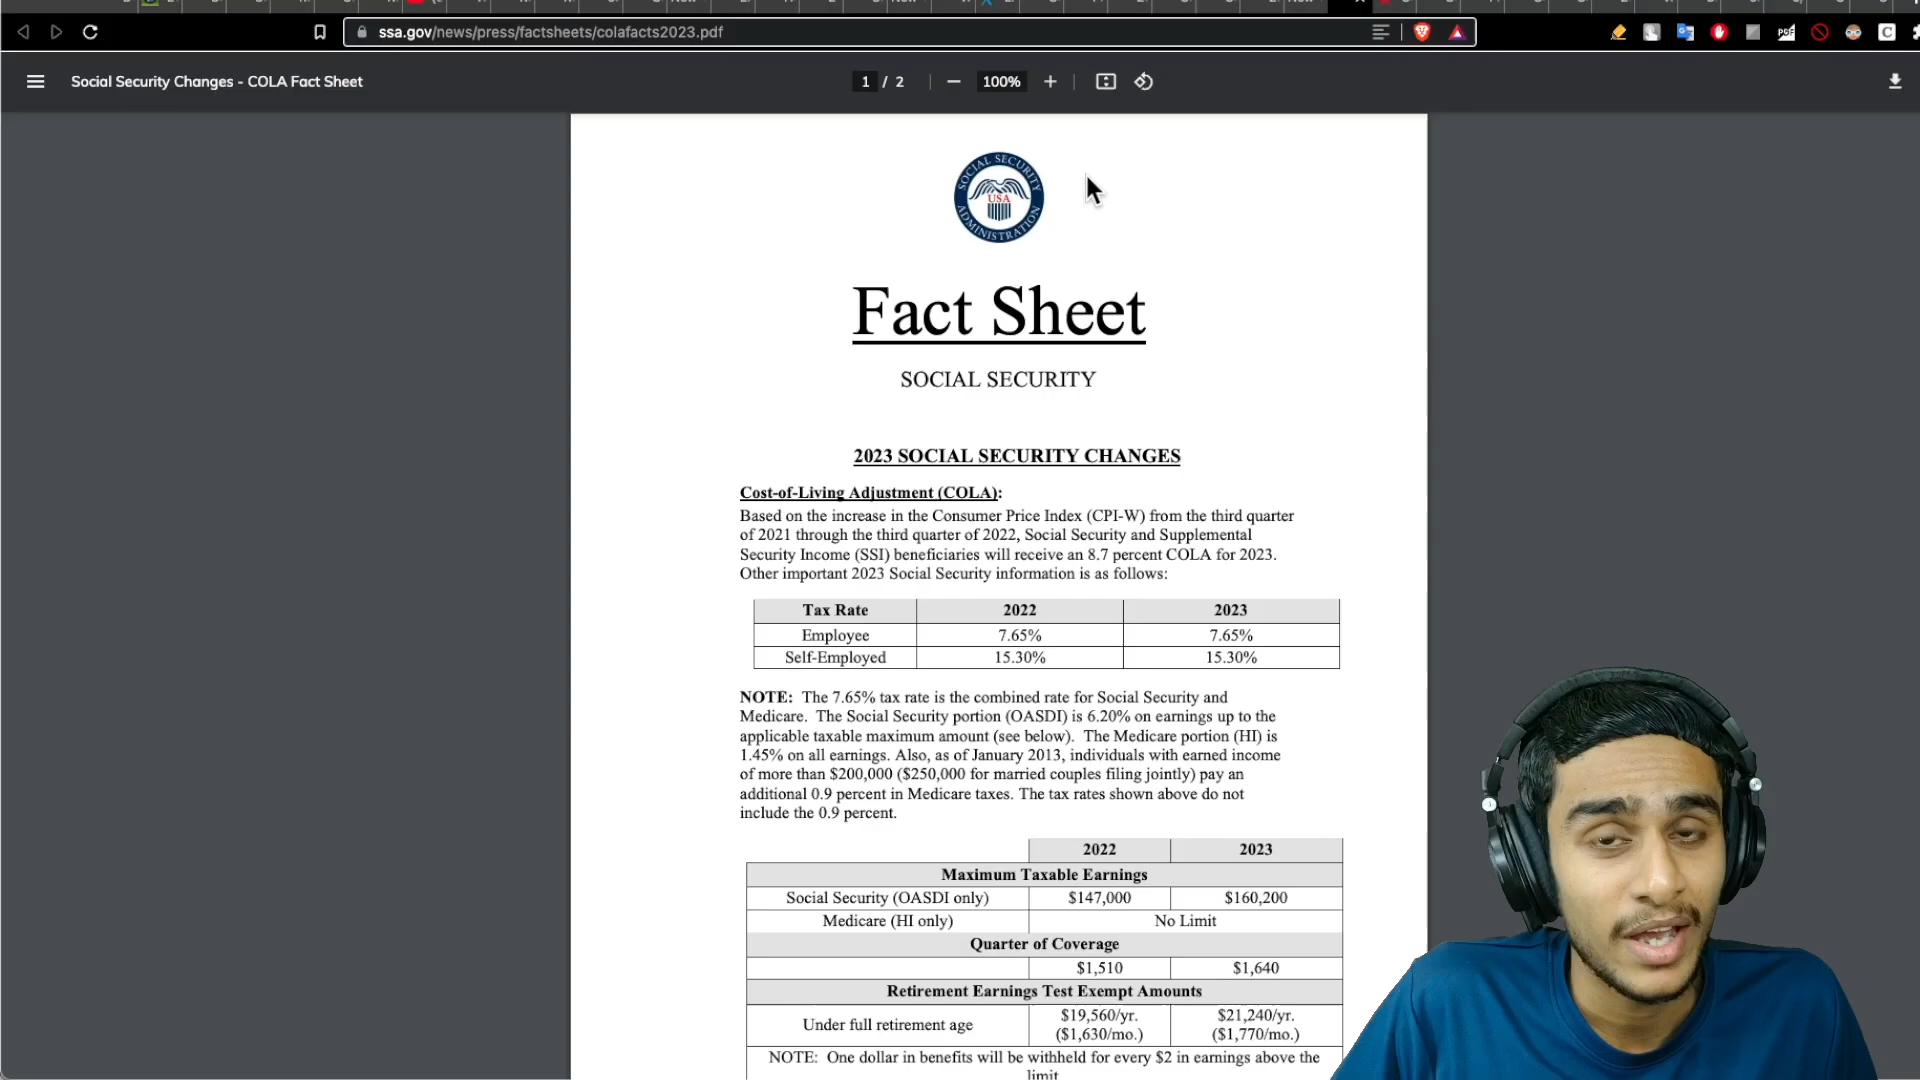 ssa.gov/news/press/factsheets/colafacts2023.pdf
Social Security Changes - COLA Fact Sheet
1 / 2
100%
SOCIAL SECURITY ADMINISTRATION
USA
Fact Sheet
SOCIAL SECURITY
2023 SOCIAL SECURITY CHANGES
Cost-of-Living Adjustment (COLA):
Based on the increase in the Consumer Price Index (CPI-W) from the third quarter
of 2021 through the third quarter of 2022, Social Security and Supplemental
Security Income (SSI) beneficiaries will receive an 8.7 percent COLA for 2023.
Other important 2023 Social Security information is as follows:
Tax Rate 2022 2023
Employee 7.65% 7.65%
Self-Employed 15.30% 15.30%
NOTE: The 7.65% tax rate is the combined rate for Social Security and
Medicare. The Social Security portion (OASDI) is 6.20% on earnings up to the
applicable taxable maximum amount (see below). The Medicare portion (HI) is
1.45% on all earnings. Also, as of January 2013, individuals with earned income
of more than $200,000 ($250,000 for married couples filing jointly) pay an
additional 0.9 percent in Medicare taxes. The tax rates shown above do not
include the 0.9 percent.
2022 2023
Maximum Taxable Earnings
Social Security (OASDI only) $147,000 $160,200
Medicare (HI only) No Limit
Quarter of Coverage
$1,510 $1,640
Retirement Earnings Test Exempt Amounts
Under full retirement age $19,560/yr. ($1,630/mo.) $21,240/yr. ($1,770/mo.)
NOTE: One dollar in benefits will be withheld for every $2 in earnings above the
limit